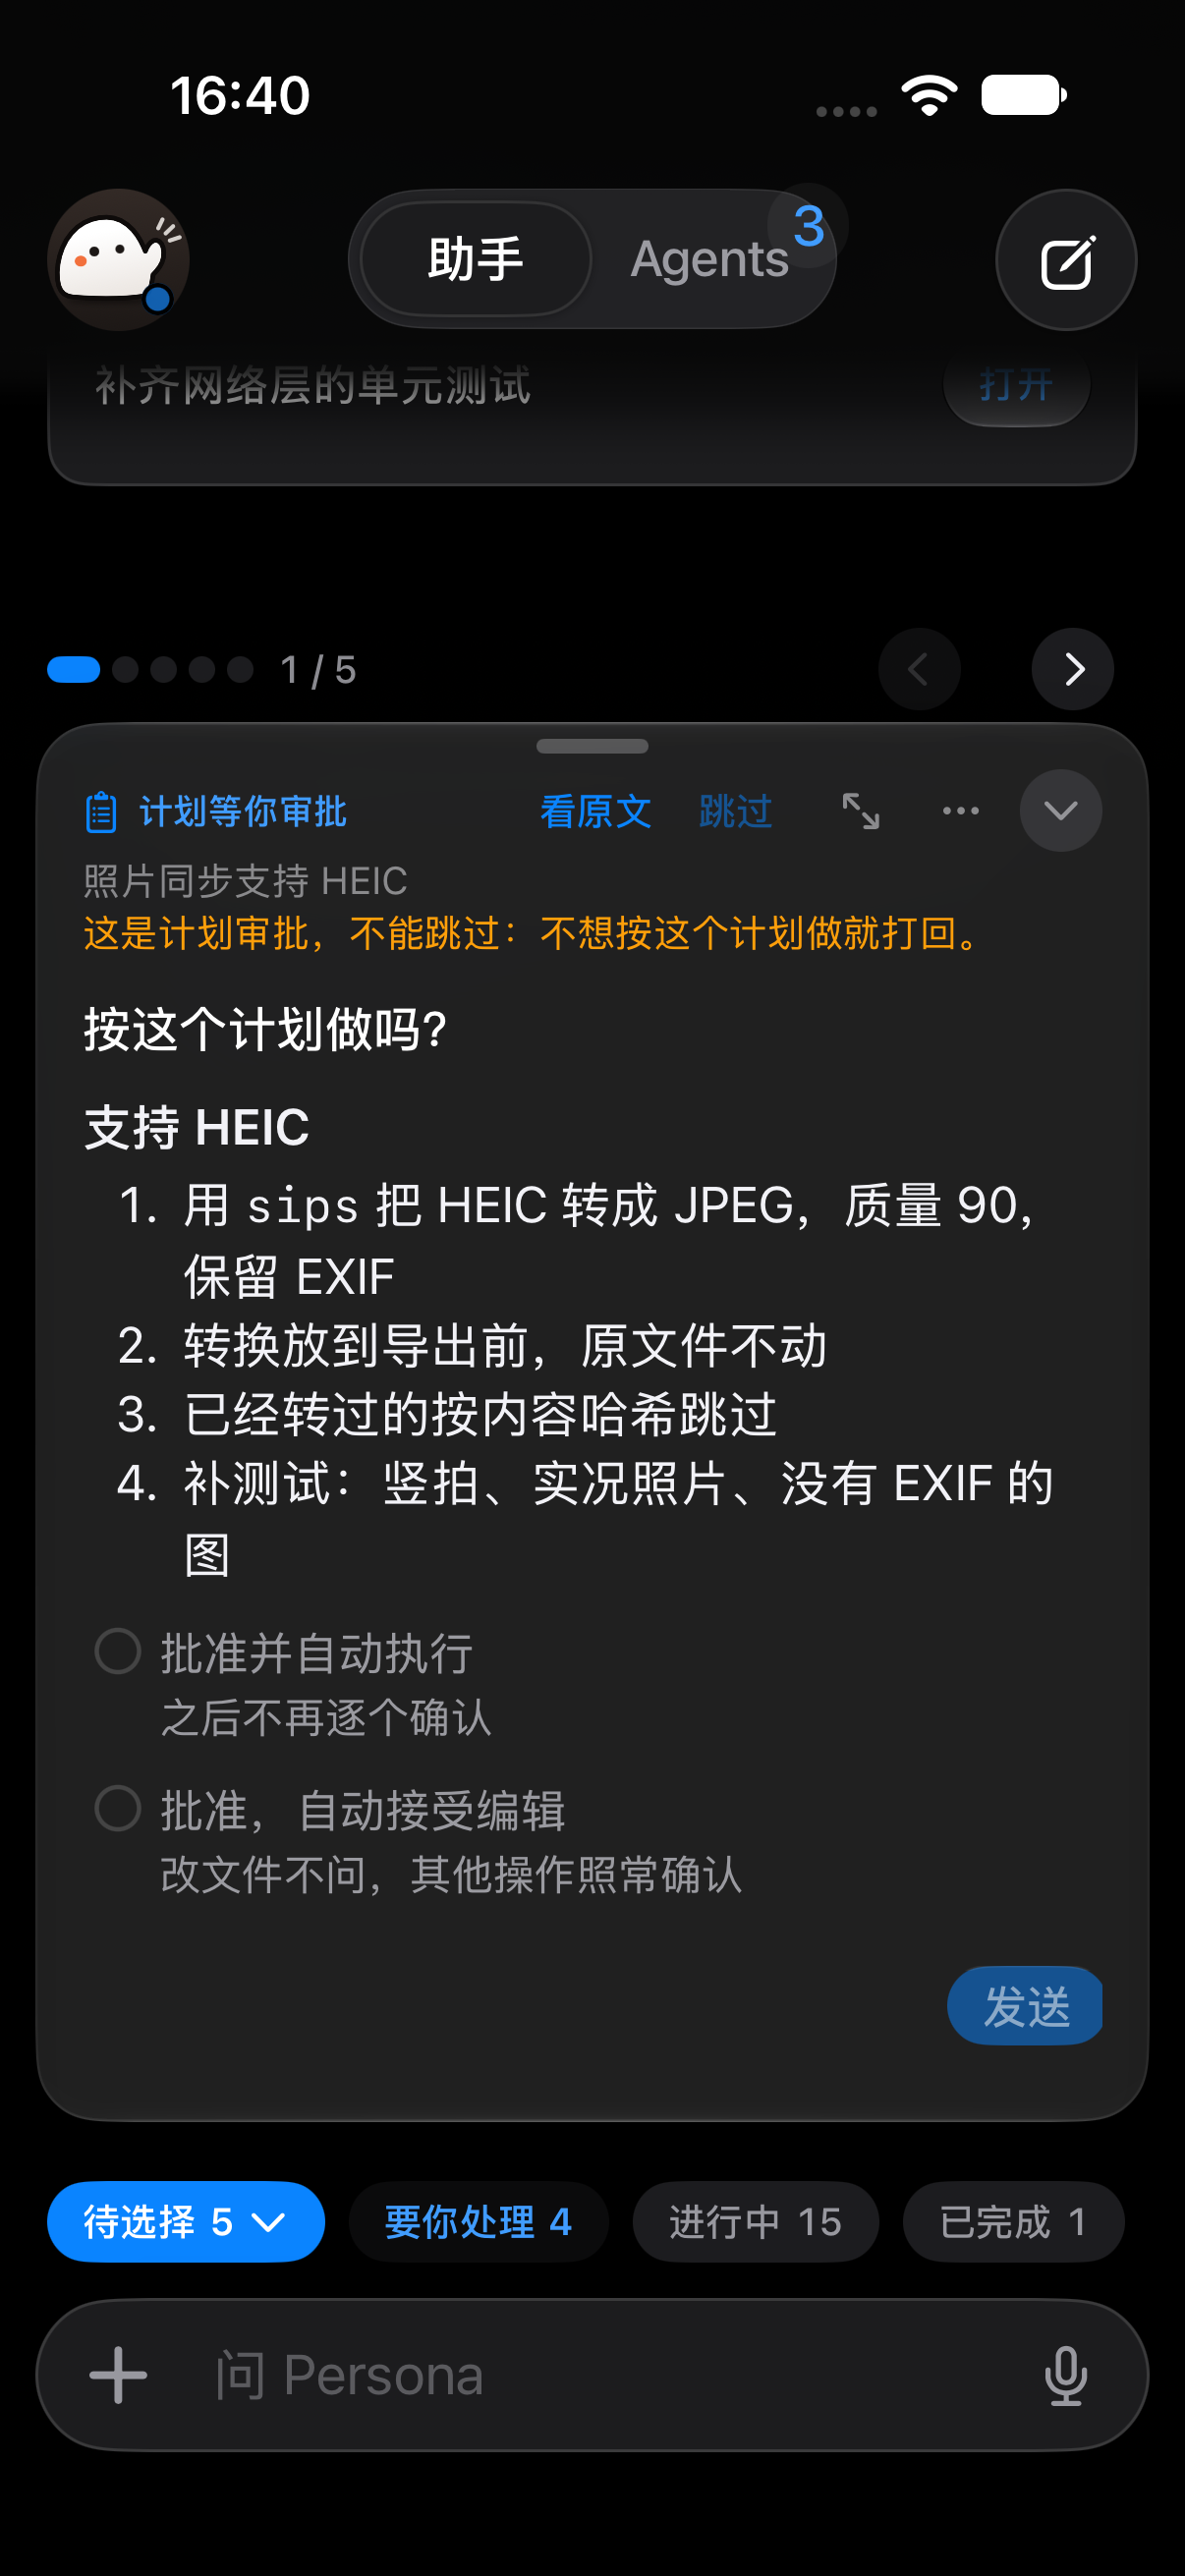 16:40
助手
Agents
3
补齐网络层的单元测试
打开
1 / 5
计划等你审批
看原文
跳过
照片同步支持 HEIC
这是计划审批，不能跳过：不想按这个计划做就打回。
按这个计划做吗？
支持 HEIC
1. 用 sips 把 HEIC 转成 JPEG，质量 90，
保留 EXIF
2. 转换放到导出前，原文件不动
3. 已经转过的按内容哈希跳过
4. 补测试：竖拍、实况照片、没有 EXIF 的
图
批准并自动执行
之后不再逐个确认
批准，自动接受编辑
改文件不问，其他操作照常确认
发送
待选择 5
要你处理 4
进行中 15
已完成 1
问 Persona